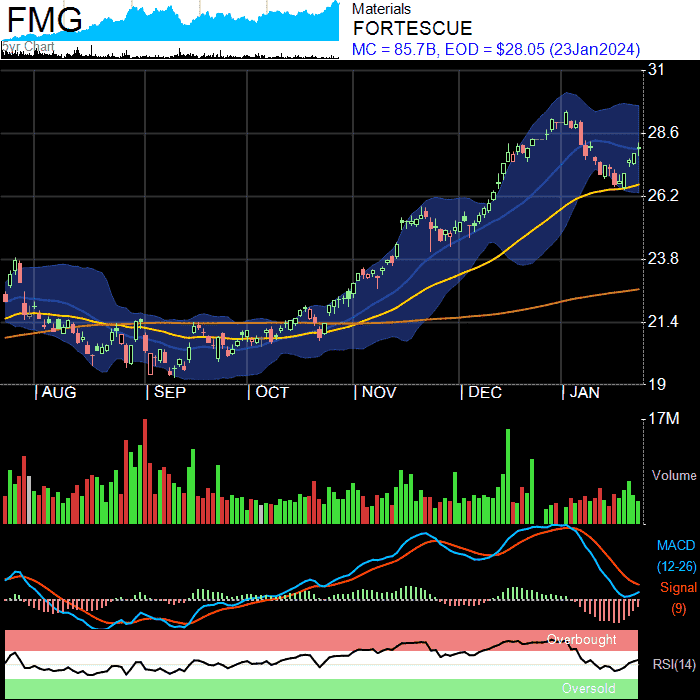 FMG
Materials
FORTESCUE
MC = 85.7B, EOD = $28.05 (23Jan2024)
Chart
31
28.6
26.2
23.8
21.4
19
AUG SEP OCT NOV DEC JAN
17M
Volume
MACD
(12-26)
Signal
(9)
Overbought
RSI(14)
Oversold